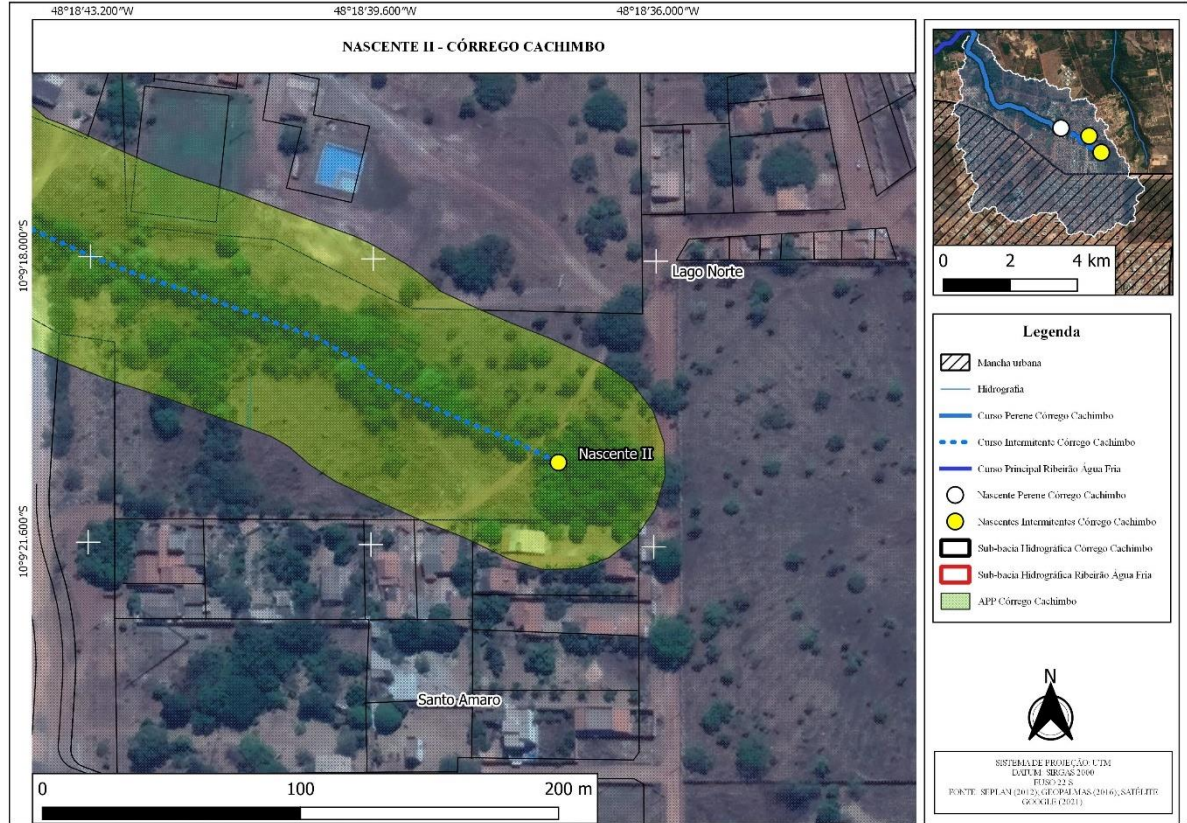 48°18'43.200"W 48°18'39.600"W 48°18'36.000"W
NASCENTE II - CÓRREGO CACHIMBO
10°9'18.000"S
10°9'21.600"S
Lago Norte
Nascente II
Santo Amaro
0 100 200 m
0 2 4 km
Legenda
Mancha urbana
Hidrografia
Curso Perene Córrego Cachimbo
Curso Intermitente Córrego Cachimbo
Curso Principal Ribeirão Água Fria
Nascente Perene Córrego Cachimbo
Nascentes Intermitentes Córrego Cachimbo
Sub-bacia Hidrográfica Córrego Cachimbo
Sub-bacia Hidrográfica Ribeirão Água Fria
APP Córrego Cachimbo
N
SISTEMA DE PROJEÇÃO: UTM
DATUM: SIRGAS 2000
FUSO 22 S
FONTE: SEPLAN (2012); GEOPALMAS (2016); SATÉLITE
GOOGLE (2021)